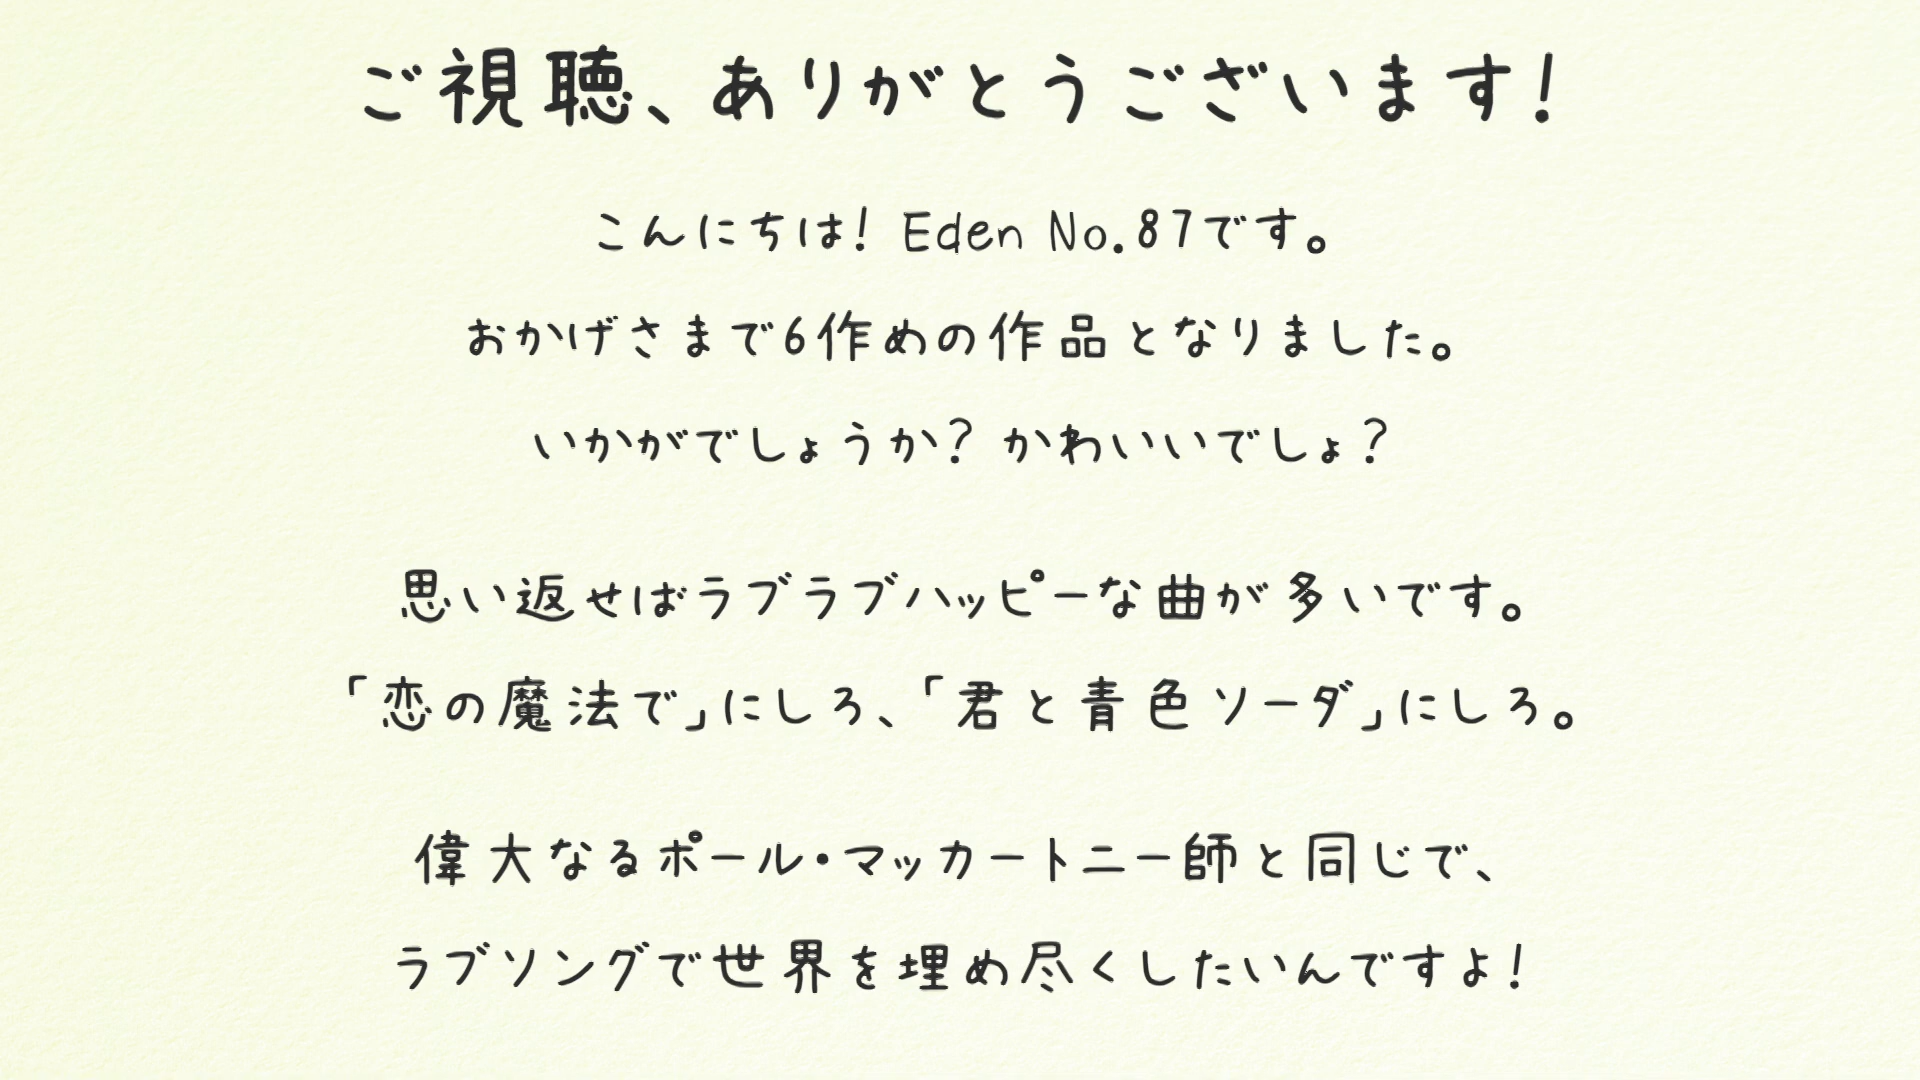 ご視聴、ありがとうございます!
こんにちは! Eden No.87です。
おかげさまで6作めの作品となりました。
いかがでしょうか? かわいいでしょ?
思い返せばラブラブハッピーな曲が多いです。
「恋の魔法で」にしろ、「君と青色ソーダ」にしろ。
偉大なるポール・マッカートニー師と同じで、
ラブソングで世界を埋め尽くしたいんですよ!